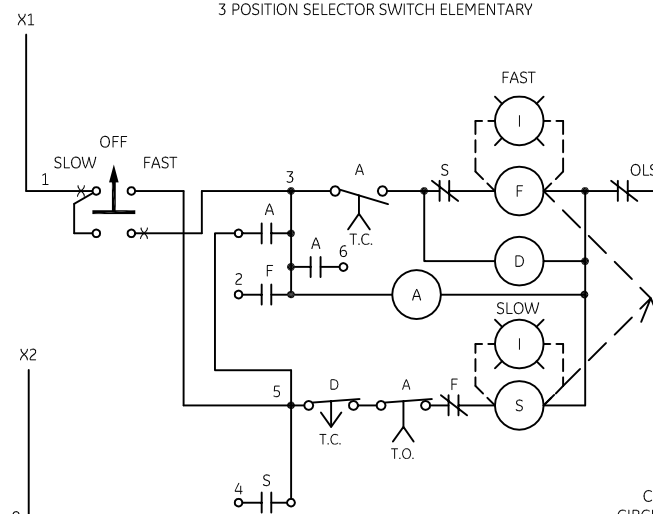 3 POSITION SELECTOR SWITCH ELEMENTARY
X1
FAST
I
OFF
SLOW
FAST
1
X
3
A
S
F
OLS
X
A
T.C.
A
6
D
2
F
A
SLOW
I
X2
5
D
A
F
S
T.C.
T.O.
4
S
C
CIRCUIT